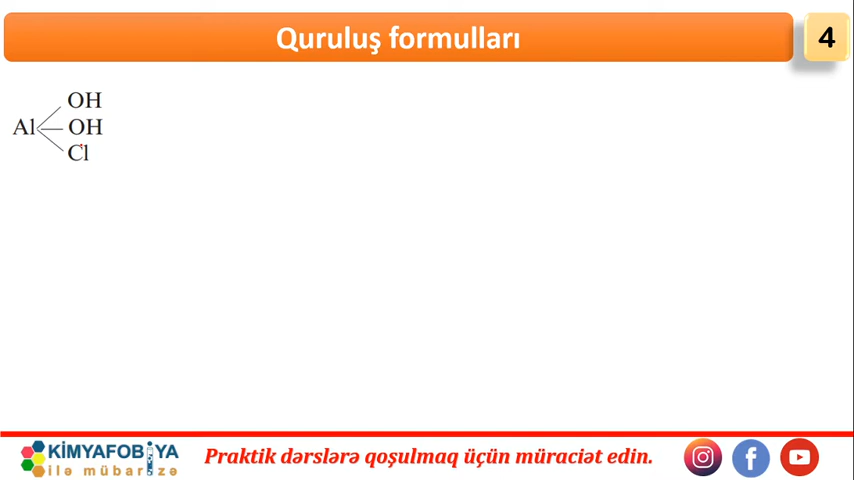 Quruluş formulları
4
OH
Al OH
Cl
KİMYAFOBİYA
ilə mübarizə
Praktik dərslərə qoşulmaq üçün müraciət edin.